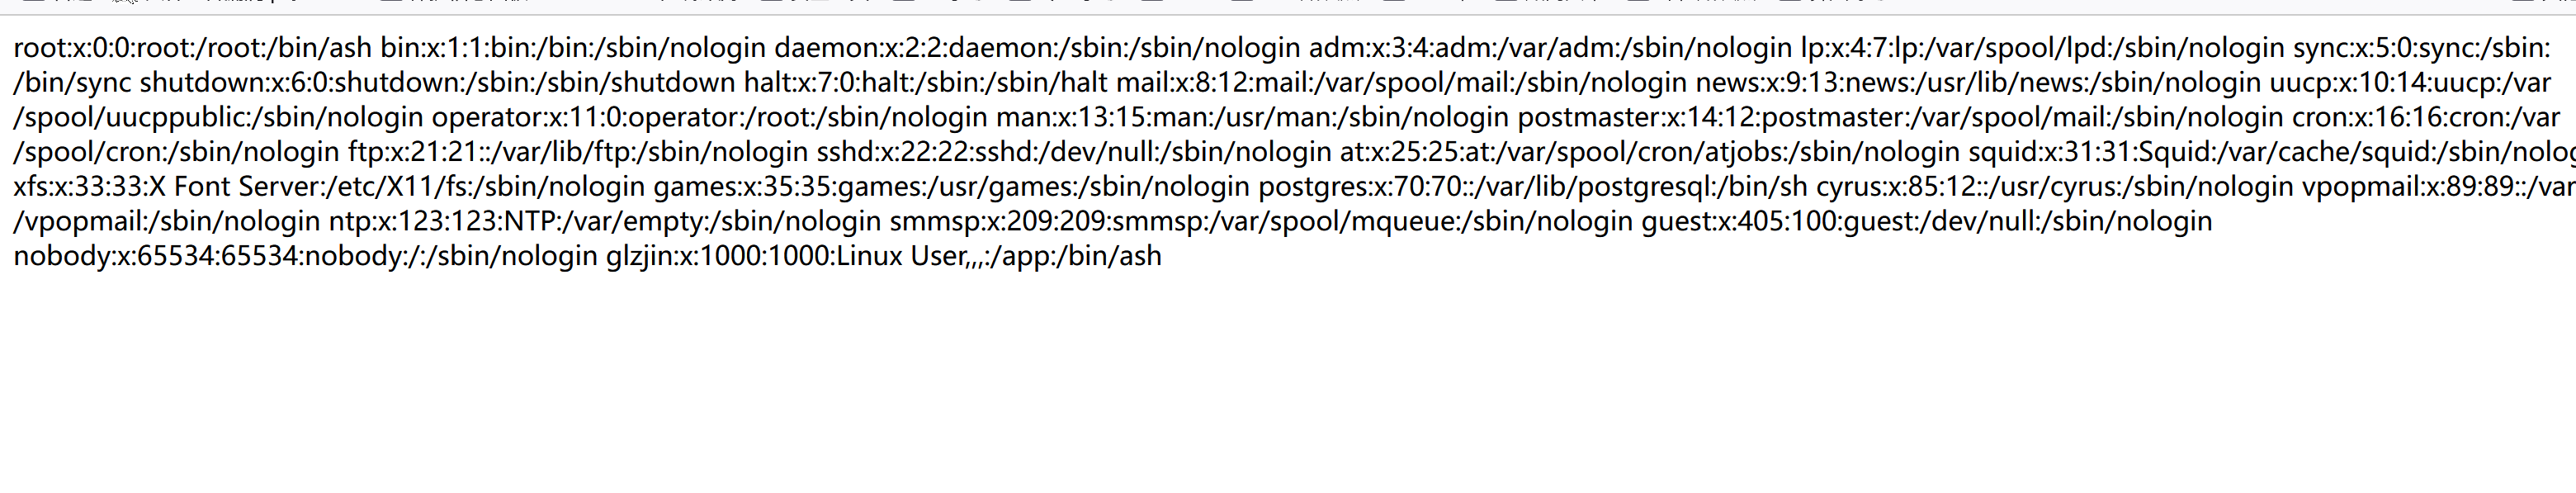 root:x:0:0:root:/root:/bin/ash bin:x:1:1:bin:/bin:/sbin/nologin daemon:x:2:2:daemon:/sbin:/sbin/nologin adm:x:3:4:adm:/var/adm:/sbin/nologin lp:x:4:7:lp:/var/spool/lpd:/sbin/nologin sync:x:5:0:sync:/sbin:
/bin/sync shutdown:x:6:0:shutdown:/sbin:/sbin/shutdown halt:x:7:0:halt:/sbin:/sbin/halt mail:x:8:12:mail:/var/spool/mail:/sbin/nologin news:x:9:13:news:/usr/lib/news:/sbin/nologin uucp:x:10:14:uucp:/var
/spool/uucppublic:/sbin/nologin operator:x:11:0:operator:/root:/sbin/nologin man:x:13:15:man:/usr/man:/sbin/nologin postmaster:x:14:12:postmaster:/var/spool/mail:/sbin/nologin cron:x:16:16:cron:/var
/spool/cron:/sbin/nologin ftp:x:21:21::/var/lib/ftp:/sbin/nologin sshd:x:22:22:sshd:/dev/null:/sbin/nologin at:x:25:25:at:/var/spool/cron/atjobs:/sbin/nologin squid:x:31:31:Squid:/var/cache/squid:/sbin/nolog
xfs:x:33:33:X Font Server:/etc/X11/fs:/sbin/nologin games:x:35:35:games:/usr/games:/sbin/nologin postgres:x:70:70::/var/lib/postgresql:/bin/sh cyrus:x:85:12::/usr/cyrus:/sbin/nologin vpopmail:x:89:89::/var
/vpopmail:/sbin/nologin ntp:x:123:123:NTP:/var/empty:/sbin/nologin smmsp:x:209:209:smmsp:/var/spool/mqueue:/sbin/nologin guest:x:405:100:guest:/dev/null:/sbin/nologin
nobody:x:65534:65534:nobody:/:/sbin/nologin glzjin:x:1000:1000:Linux User,,,:/app:/bin/ash